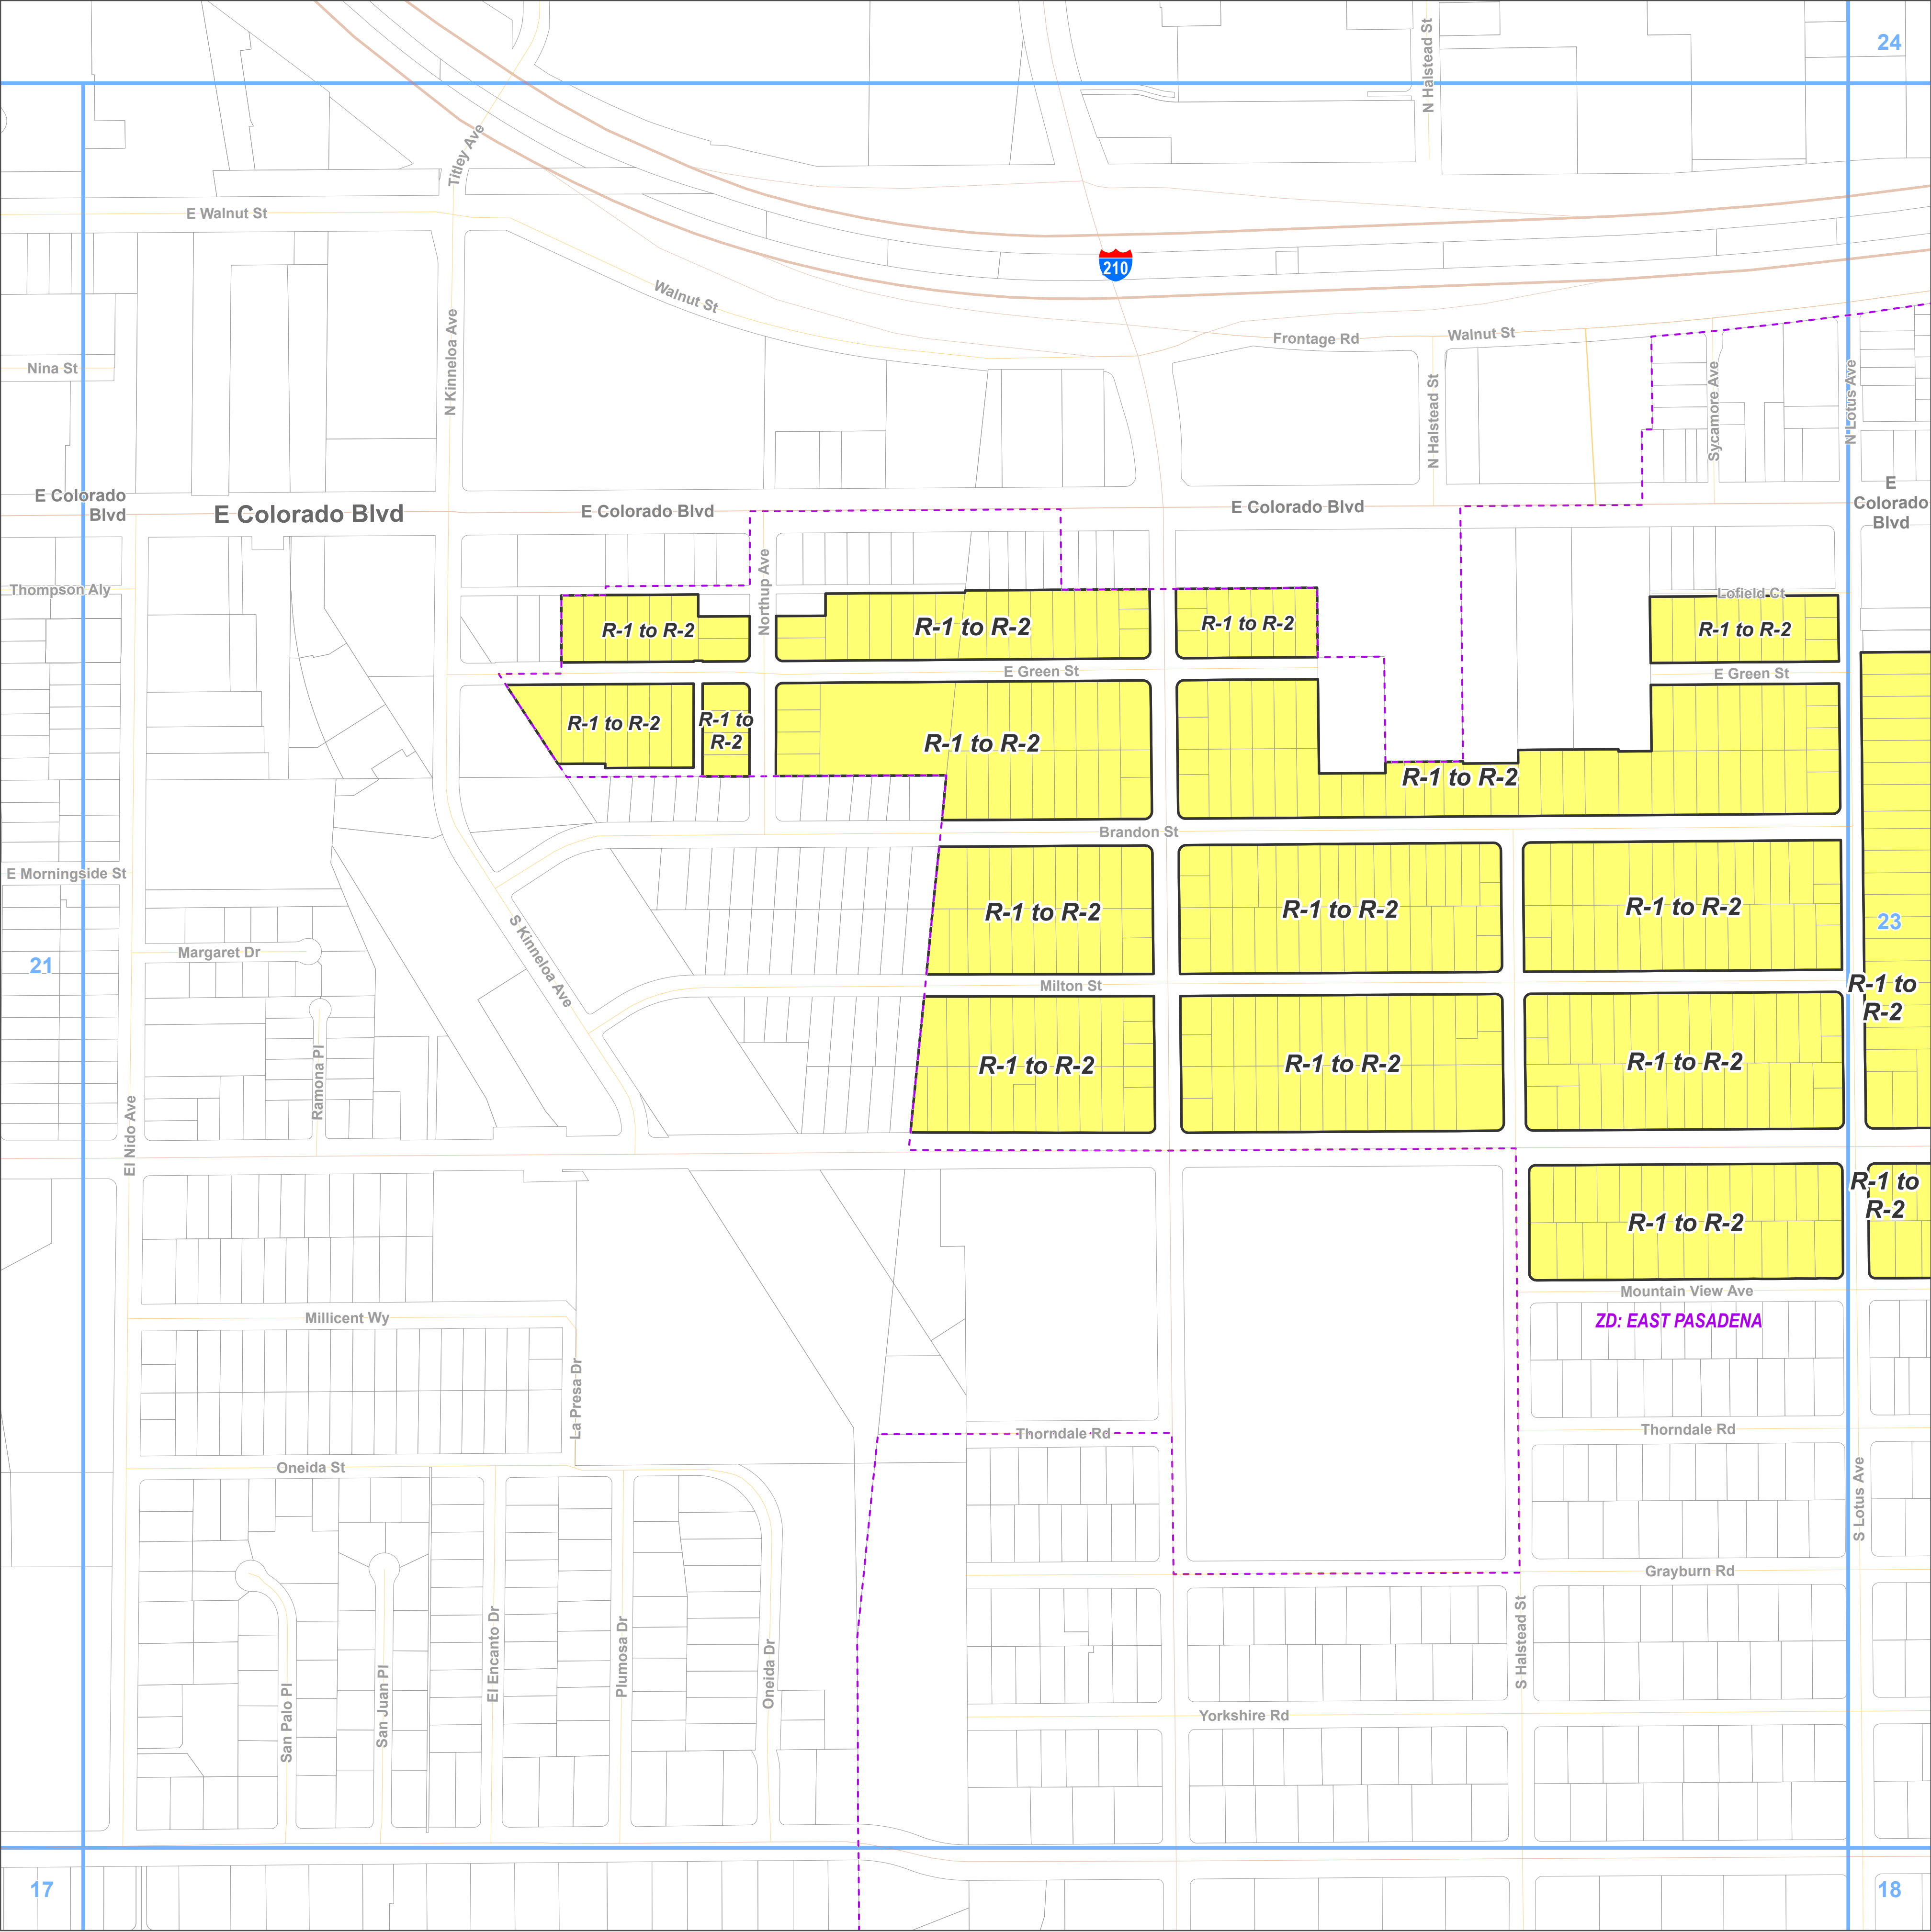 24
N Halstead St
Titley Ave
E Walnut St
210
Walnut St
N Kinneloa Ave
Frontage Rd
Walnut St
Nina St
N Halstead St
Sycamore Ave
N Lotus Ave
E Colorado
Blvd
E Colorado Blvd
E Colorado Blvd
E Colorado Blvd
E
Colorado
Blvd
Thompson Aly
Northup Ave
Lofield Ct
R-1 to R-2
R-1 to R-2
R-1 to R-2
R-1 to R-2
E Green St
E Green St
R-1 to R-2
R-1 to
R-2
R-1 to R-2
R-1 to R-2
Brandon St
E Morningside St
R-1 to R-2
R-1 to R-2
R-1 to R-2
23
Margaret Dr
S Kinneloa Ave
21
Milton St
R-1 to
R-2
Ramona Pl
R-1 to R-2
R-1 to R-2
R-1 to R-2
El Nido Ave
R-1 to
R-2
R-1 to R-2
Mountain View Ave
Millicent Wy
ZD: EAST PASADENA
La Presa Dr
Thorndale Rd
Thorndale Rd
Oneida St
S Lotus Ave
Grayburn Rd
San Palo Pl
San Juan Pl
El Encanto Dr
Plumosa Dr
Oneida Dr
S Halstead St
Yorkshire Rd
17
18